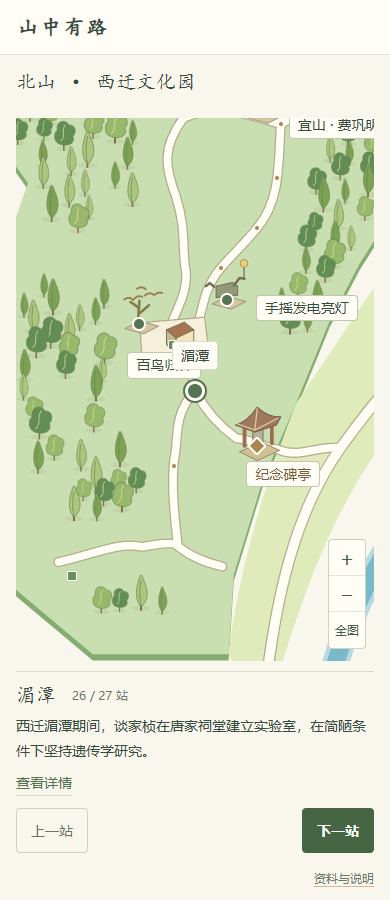 山中有路
北山 • 西迁文化园
宜山 · 费巩
手摇发电亮灯
湄潭
百鸟归
纪念碑亭
+
−
全图
湄潭 26 / 27 站
西迁湄潭期间，谈家桢在唐家祠堂建立实验室，在简陋条
件下坚持遗传学研究。
查看详情
上一站
下一站
资料与说明